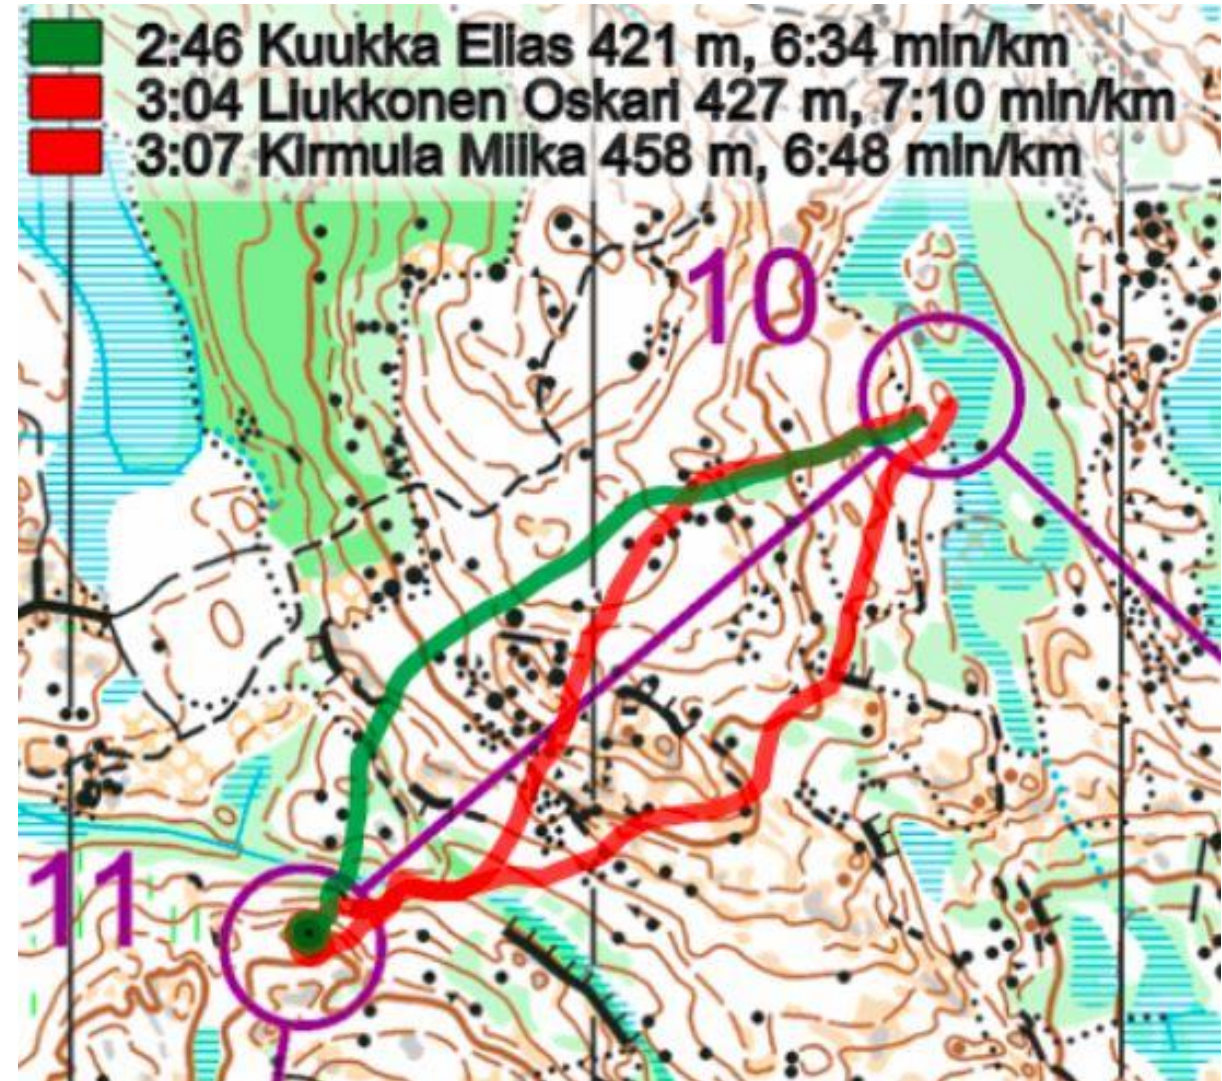 2:46 Kuukka Elias 421 m, 6:34 min/km
3:04 Liukkonen Oskari 427 m, 7:10 min/km
3:07 Kirmula Miika 458 m, 6:48 min/km
10
11